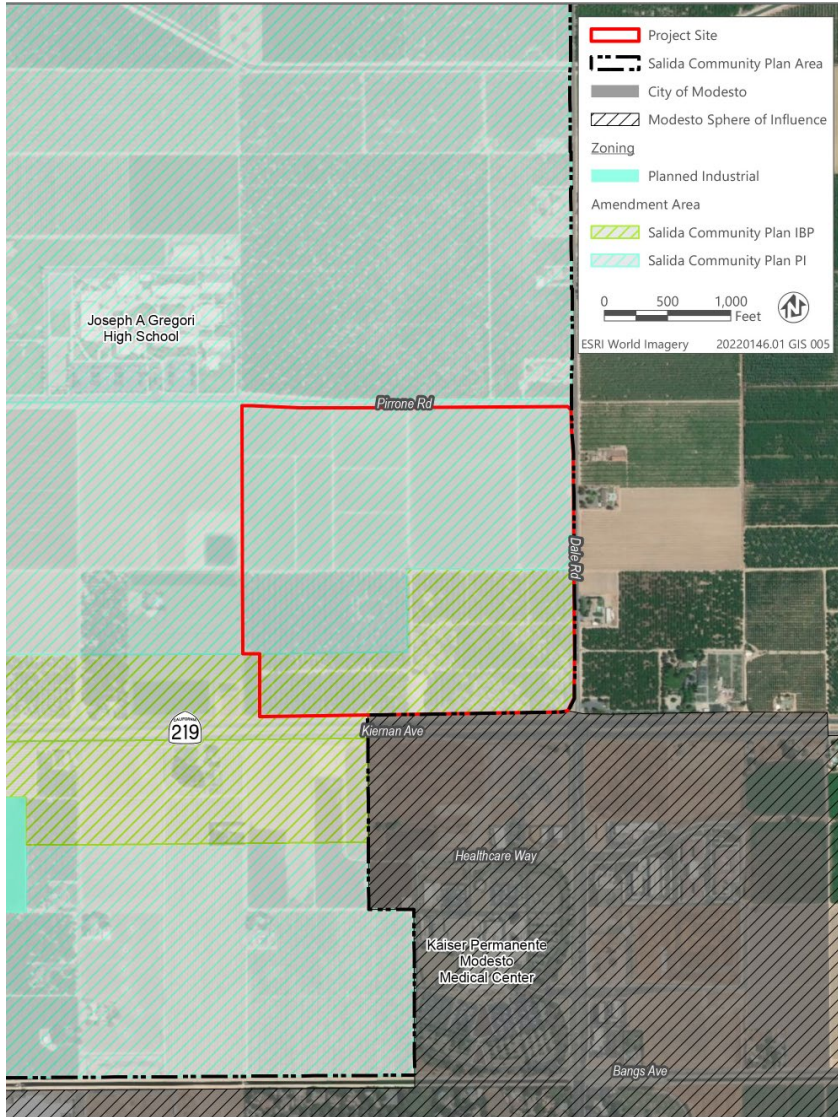 Project Site
Salida Community Plan Area
City of Modesto
Modesto Sphere of Influence
Zoning
Planned Industrial
Amendment Area
Salida Community Plan IBP
Salida Community Plan PI
0 500 1,000
Feet
N
ESRI World Imagery 20220146.01 GIS 005
Joseph A Gregori
High School
Pirrone Rd
Dale Rd
CALIFORNIA
219
Kiernan Ave
Healthcare Way
Kaiser Permanente
Modesto
Medical Center
Bangs Ave